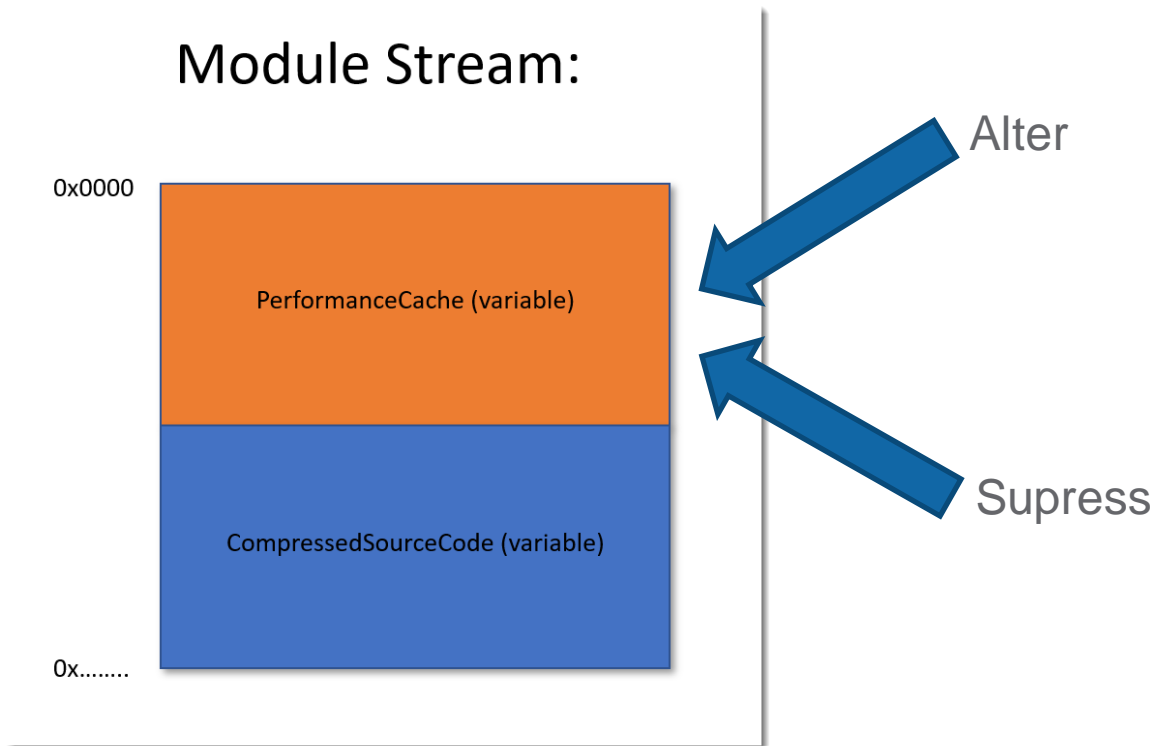 Module Stream:
Alter
0x0000
PerformanceCache (variable)
Supress
CompressedSourceCode (variable)
0x........